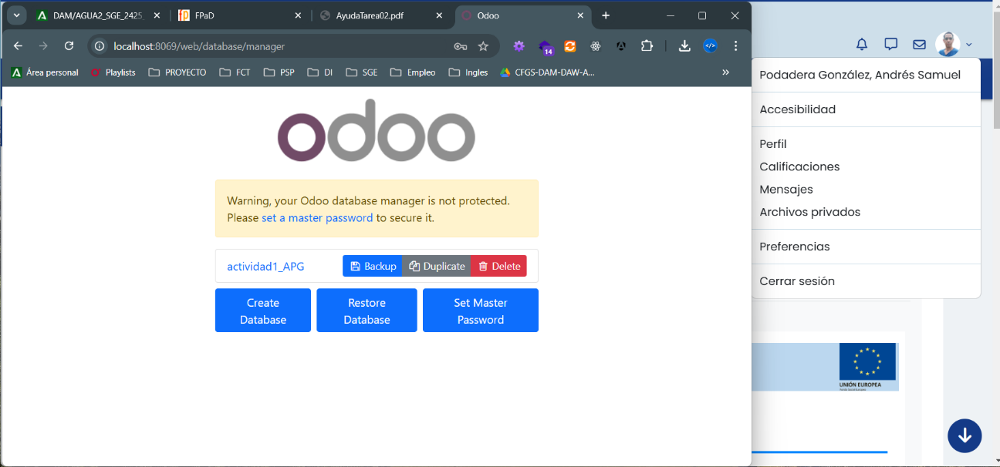 DAM/AGUA2_SGE_2425_
FPaD
AyudaTarea02.pdf
Odoo
localhost:8069/web/database/manager
14
Área personal
Playlists
PROYECTO
FCT
PSP
DI
SGE
Empleo
Ingles
CFGS-DAM-DAW-A...
odoo
Warning, your Odoo database manager is not protected.
Please set a master password to secure it.
actividad1_APG
Backup
Duplicate
Delete
Create
Database
Restore
Database
Set Master
Password
Podadera González, Andrés Samuel
Accesibilidad
Perfil
Calificaciones
Mensajes
Archivos privados
Preferencias
Cerrar sesión
UNIÓN EUROPEA